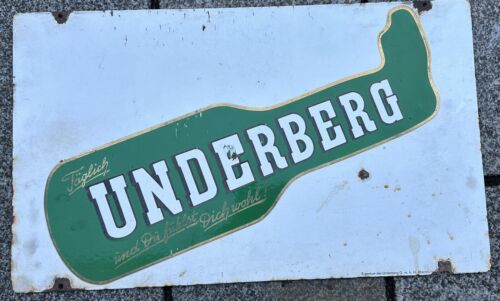 Täglich
UNDERBERG
und Du fühlst Dich wohl!